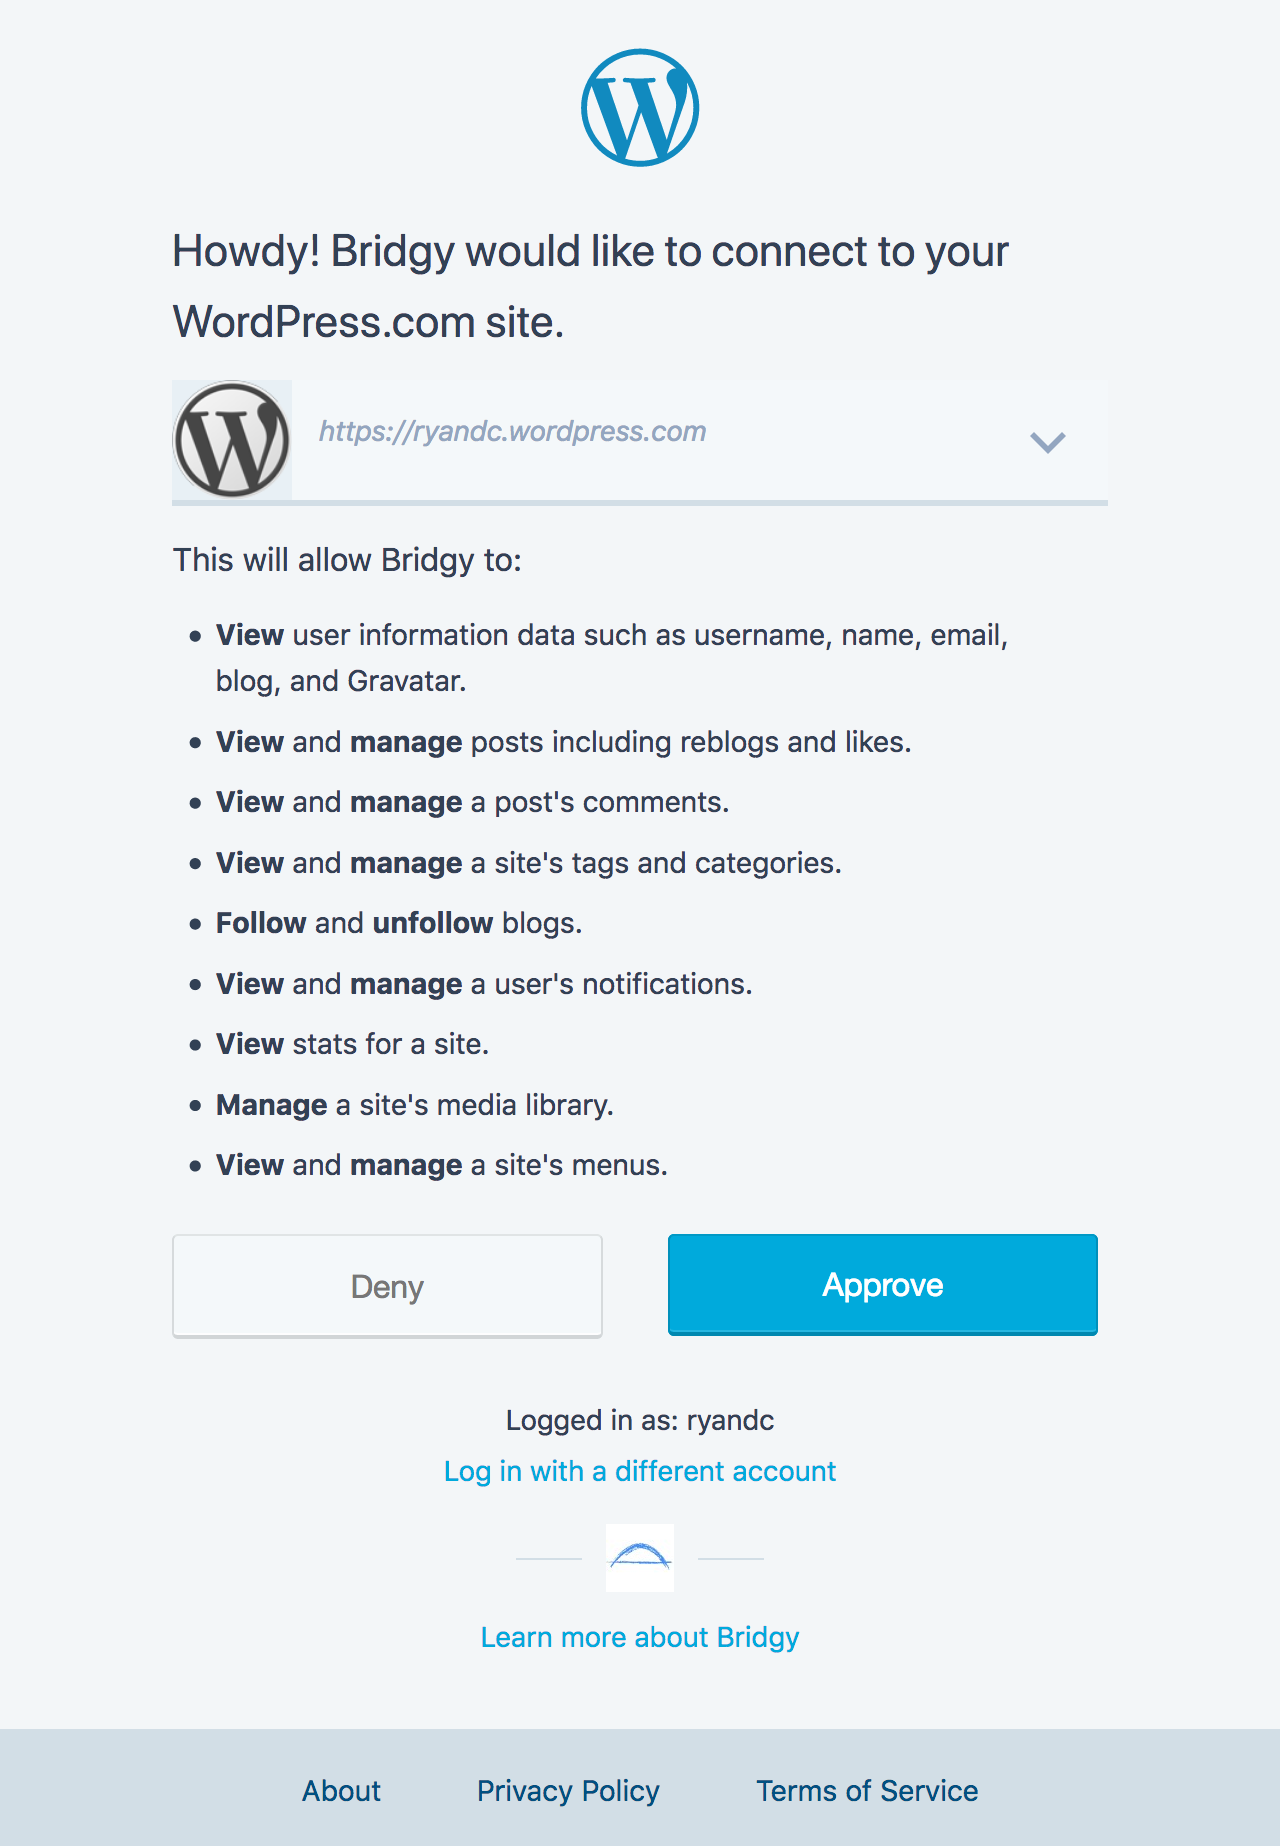 Howdy! Bridgy would like to connect to your
WordPress.com site.
https://ryandc.wordpress.com
This will allow Bridgy to:
• View user information data such as username, name, email,
blog, and Gravatar.
• View and manage posts including reblogs and likes.
• View and manage a post's comments.
• View and manage a site's tags and categories.
• Follow and unfollow blogs.
• View and manage a user's notifications.
• View stats for a site.
• Manage a site's media library.
• View and manage a site's menus.
Deny
Approve
Logged in as: ryandc
Log in with a different account
Learn more about Bridgy
About
Privacy Policy
Terms of Service